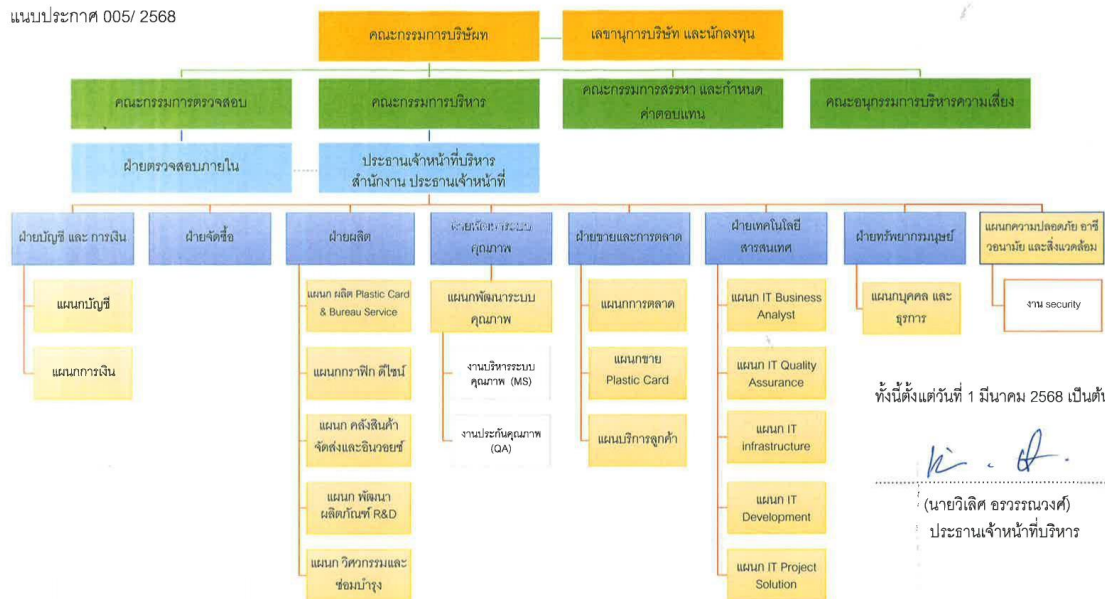 แนบประกาศ 005/ 2568
คณะกรรมการบริษัผท
เลขานุการบริษัท และนักลงทุน
คณะกรรมการตรวจสอบ
คณะกรรมการบริหาร
คณะกรรมการสรรหา และกำหนด
ค่าตอบแทน
คณะอนุกรรมการบริหารความเสี่ยง
ฝ่ายตรวจสอบภายใน
ประธานเจ้าหน้าที่บริหาร
สำนักงาน ประธานเจ้าหน้าที่
ฝ่ายบัญชี และ การเงิน
ฝ่ายจัดซื้อ
ฝ่ายผลิต
ฝ่ายพัฒนาระบบ
คุณภาพ
ฝ่ายขายและการตลาด
ฝ่ายเทคโนโลยี
สารสนเทศ
ฝ่ายทรัพยากรมนุษย์
แผนกความปลอดภัย อาชี
วอนามัย และสิ่งแวดล้อม
แผนกบัญชี
แผนกการเงิน
แผนก ผลิต Plastic Card
& Bureau Service
แผนกกราฟิก ดีไซน์
แผนก คลังสินค้า
จัดส่งและอินวอยซ์
แผนก พัฒนา
ผลิตภัณฑ์ R&D
แผนก วิศวกรรมและ
ซ่อมบำรุง
แผนกพัฒนาระบบ
คุณภาพ
งานบริหารระบบ
คุณภาพ (MS)
งานประกันคุณภาพ
(QA)
แผนกการตลาด
แผนกขาย
Plastic Card
แผนบริการลูกค้า
แผนก IT Business
Analyst
แผนก IT Quality
Assurance
แผนก IT
infrastructure
แผนก IT
Development
แผนก IT Project
Solution
แผนกบุคคล และ
ธุรการ
งาน security
ทั้งนี้ตั้งแต่วันที่ 1 มีนาคม 2568 เป็นต้น
(นายวิเลิศ อรวรรณวงศ์)
ประธานเจ้าหน้าที่บริหาร